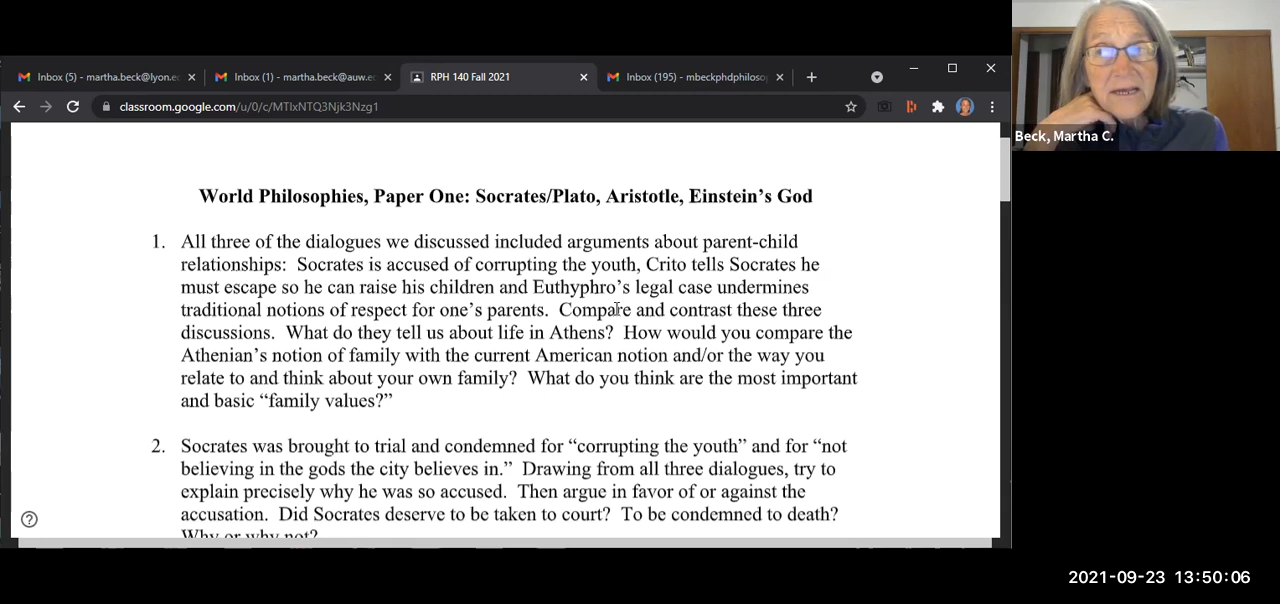 Inbox (5) - martha.beck@lyon.e
Inbox (1) - martha.beck@auw.e
RPH 140 Fall 2021
Inbox (195) - mbeckphdphiloso
classroom.google.com/u/0/c/MTIxNTQ3Njk3Nzg1
Beck, Martha C.
World Philosophies, Paper One: Socrates/Plato, Aristotle, Einstein's God
1. All three of the dialogues we discussed included arguments about parent-child
relationships: Socrates is accused of corrupting the youth, Crito tells Socrates he
must escape so he can raise his children and Euthyphro's legal case undermines
traditional notions of respect for one's parents. Compare and contrast these three
discussions. What do they tell us about life in Athens? How would you compare the
Athenian's notion of family with the current American notion and/or the way you
relate to and think about your own family? What do you think are the most important
and basic "family values?"
2. Socrates was brought to trial and condemned for "corrupting the youth" and for "not
believing in the gods the city believes in." Drawing from all three dialogues, try to
explain precisely why he was so accused. Then argue in favor of or against the
accusation. Did Socrates deserve to be taken to court? To be condemned to death?
Why or why not?
2021-09-23 13:50:06